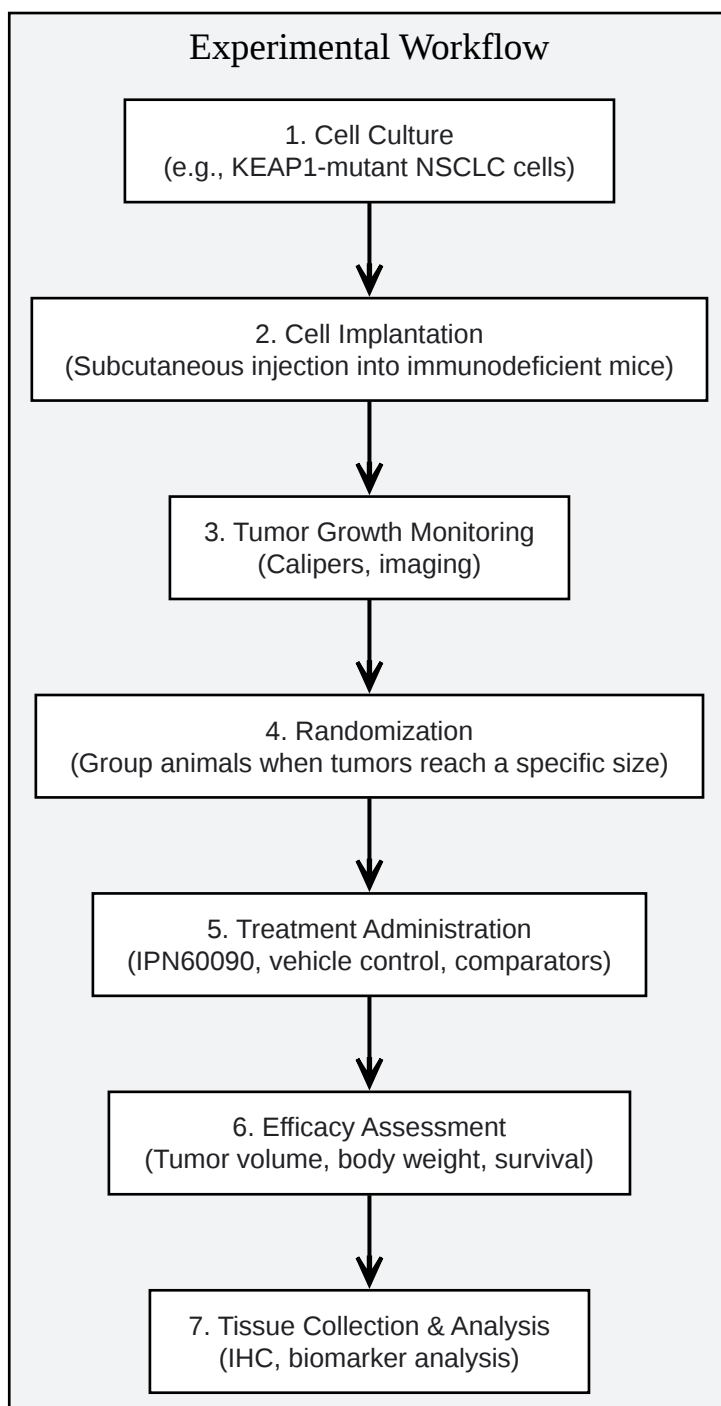 Experimental Workflow
1. Cell Culture
(e.g., KEAP1-mutant NSCLC cells)
2. Cell Implantation
(Subcutaneous injection into immunodeficient mice)
3. Tumor Growth Monitoring
(Calipers, imaging)
4. Randomization
(Group animals when tumors reach a specific size)
5. Treatment Administration
(IPN60090, vehicle control, comparators)
6. Efficacy Assessment
(Tumor volume, body weight, survival)
7. Tissue Collection & Analysis
(IHC, biomarker analysis)